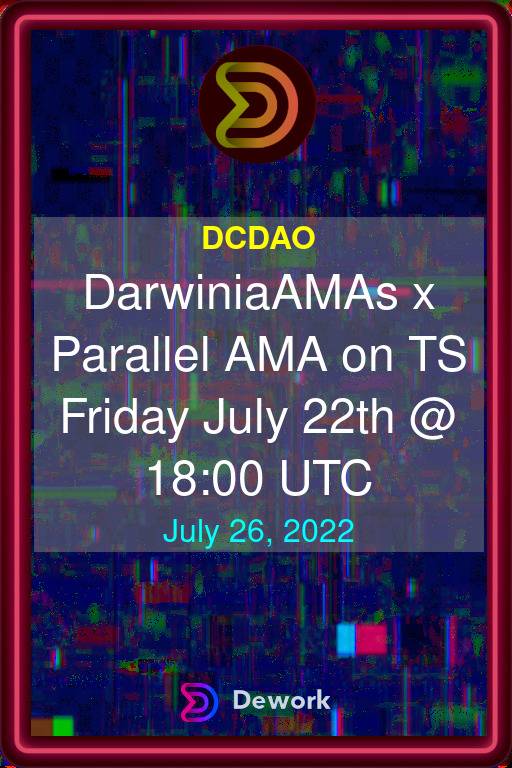 DCDAO
DarwiniaAMAs x
Parallel AMA on TS
Friday July 22th @
18:00 UTC
July 26, 2022
Dework